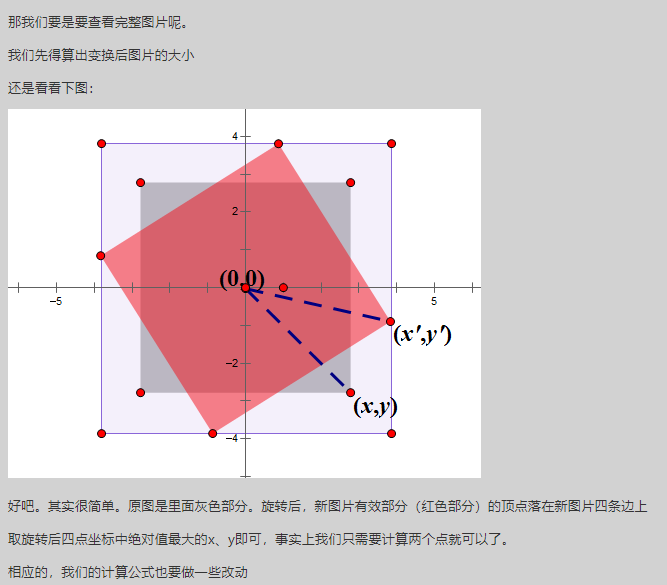 那我们要是要查看完整图片呢。
我们先得算出变换后图片的大小
还是看看下图：
4
2
(0,0)
-5
5
(x',y')
-2
(x,y)
-4
好吧。其实很简单。原图是里面灰色部分。旋转后，新图片有效部分（红色部分）的顶点落在新图片四条边上
取旋转后四点坐标中绝对值最大的x、y即可，事实上我们只需要计算两个点就可以了。
相应的，我们的计算公式也要做一些改动